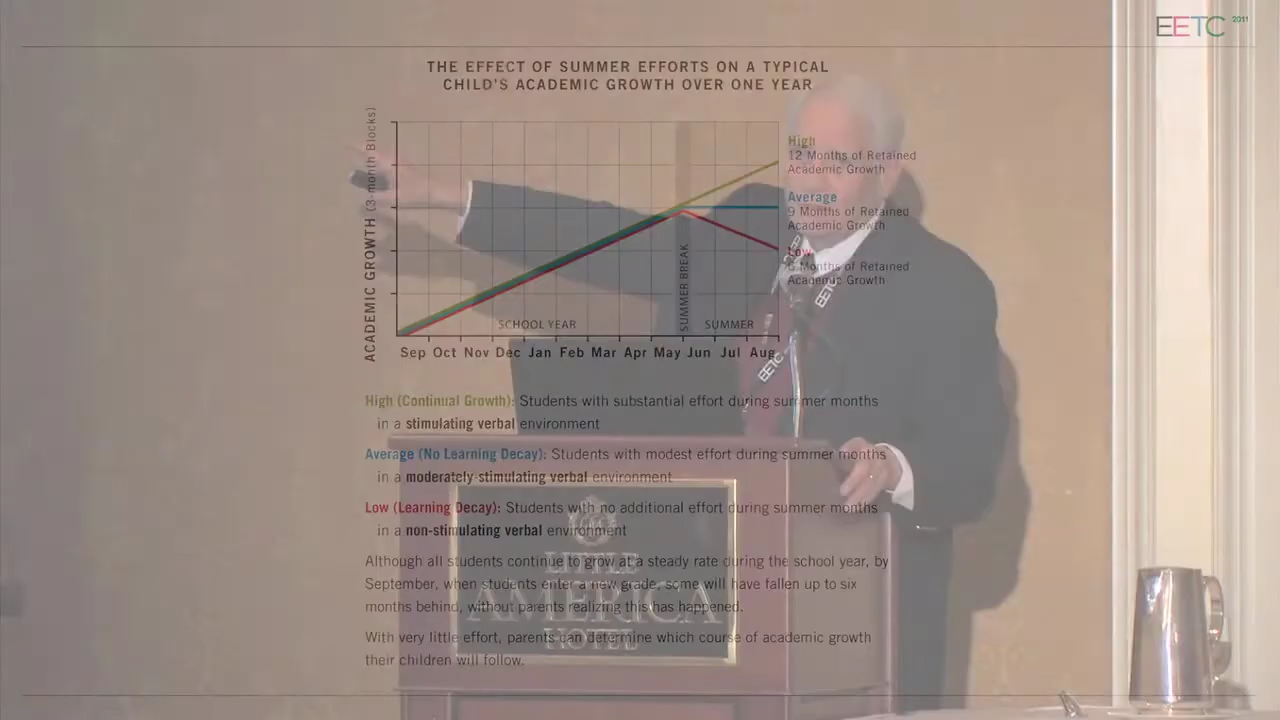 EETC 2011
THE EFFECT OF SUMMER EFFORTS ON A TYPICAL
CHILD'S ACADEMIC GROWTH OVER ONE YEAR
ACADEMIC GROWTH (3-month Blocks)
High
12 Months of Retained
Academic Growth
Average
9 Months of Retained
Academic Growth
Low
6 Months of Retained
Academic Growth
SUMMER BREAK
SCHOOL YEAR
SUMMER
Sep Oct Nov Dec Jan Feb Mar Apr May Jun Jul Aug
EETC
EETC
High (Continual Growth): Students with substantial effort during summer months
in a stimulating verbal environment
Average (No Learning Decay): Students with modest effort during summer months
in a moderately-stimulating verbal environment
Low (Learning Decay): Students with no additional effort during summer months
in a non-stimulating verbal environment
Although all students continue to grow at a steady rate during the school year, by
September, when students enter a new grade, some will have fallen up to six
months behind, without parents realizing this has happened.
With very little effort, parents can determine which course of academic growth
their children will follow.
LITTLE
AMERICA
HOTEL